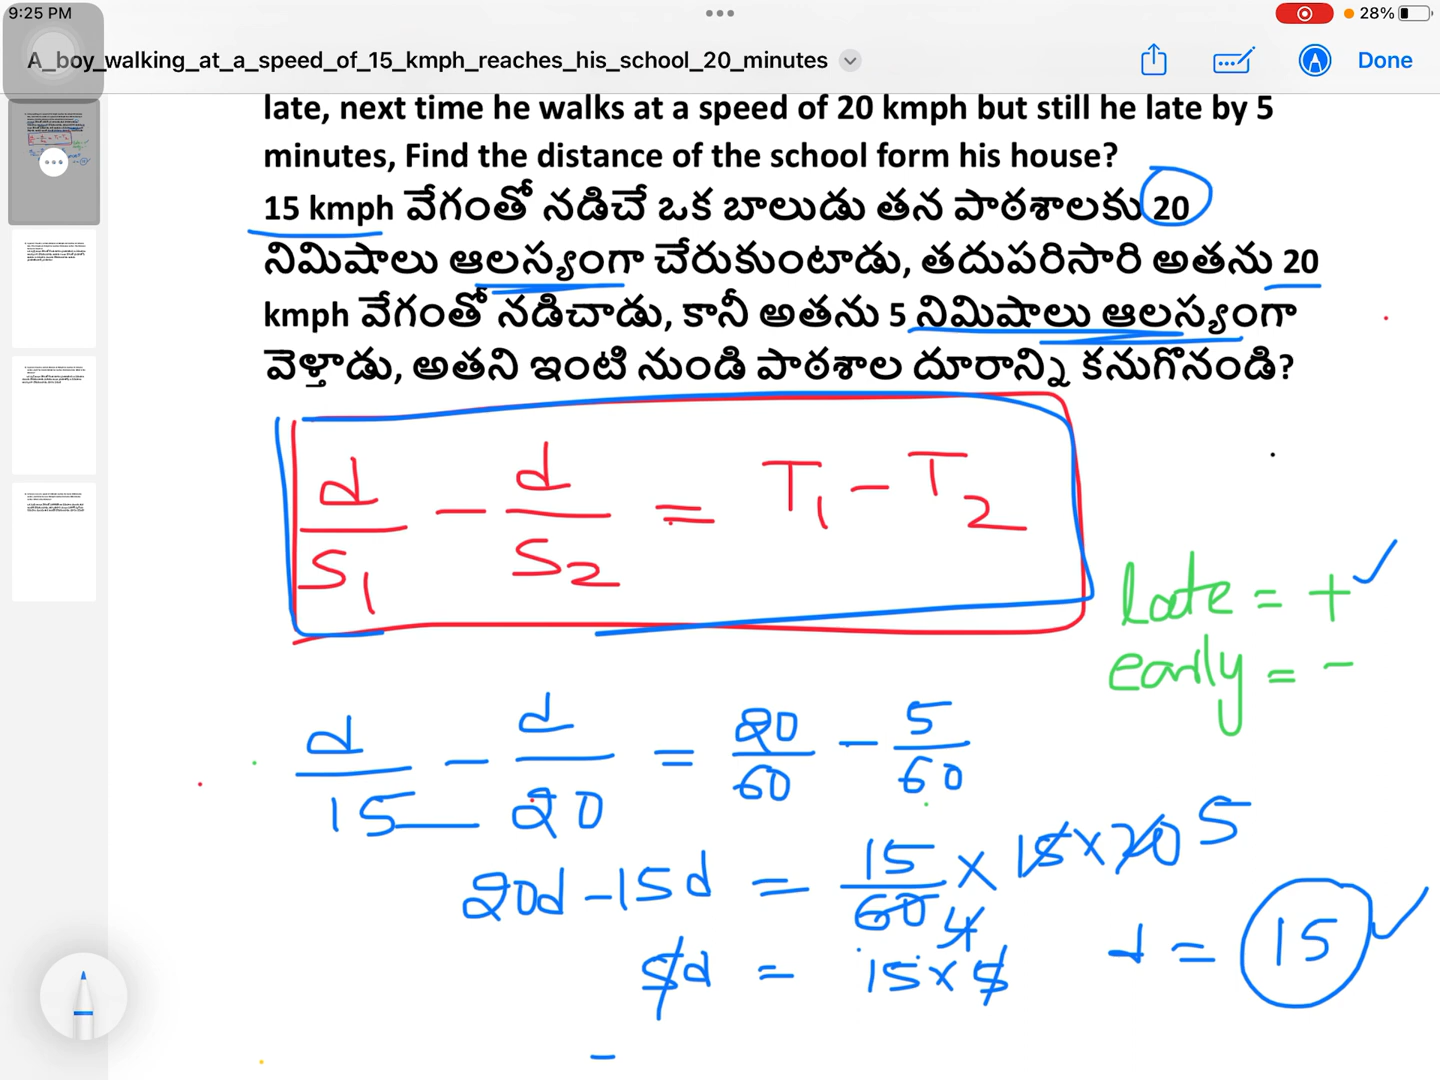 9:25 PM
28%
A_boy_walking_at_a_speed_of_15_kmph_reaches_his_school_20_minutes
Done
late, next time he walks at a speed of 20 kmph but still he late by 5
minutes, Find the distance of the school form his house?
15 kmph వేగంతో నడిచే ఒక బాలుడు తన పాఠశాలకు 20
నిమిషాలు ఆలస్యంగా చేరుకుంటాడు, తదుపరిసారి అతను 20
kmph వేగంతో నడిచాడు, కానీ అతను 5 నిమిషాలు ఆలస్యంగా
వెళ్తాడు, అతని ఇంటి నుండి పాఠశాల దూరాన్ని కనుగొనండి?
d/S1 - d/S2 = T1 - T2
late = +
early = -
d/15 - d/20 = 20/60 - 5/60
20d - 15d = 15/60 4 x 15 x 20 5
5d = 15 x 5
d = 15